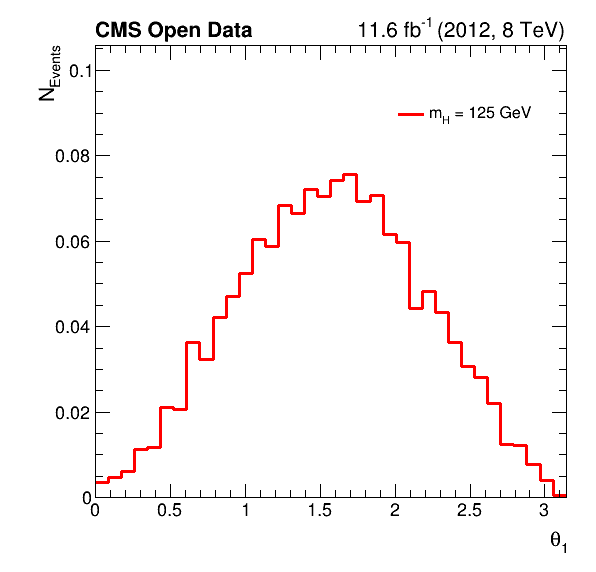 CMS Open Data 11.6 fb-1 (2012, 8 TeV)
NEvents
0.1
mH = 125 GeV
0.08
0.06
0.04
0.02
0
0 0.5 1 1.5 2 2.5 3
θ1